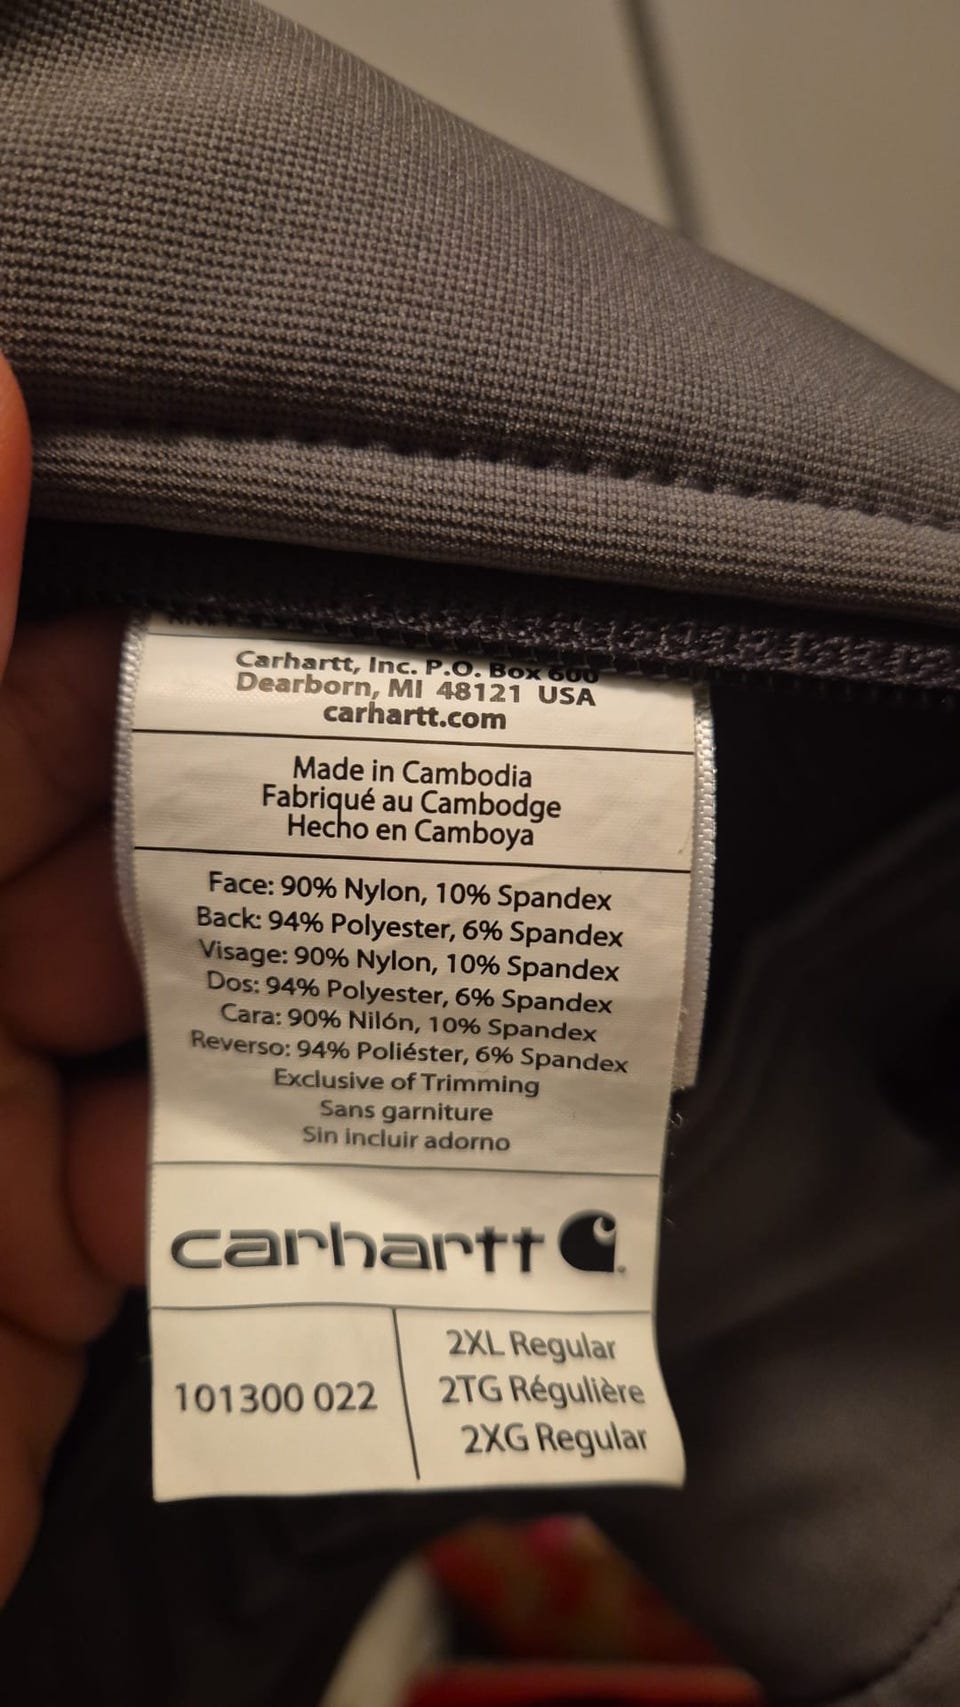 Carhartt, Inc. P.O. Box 600
Dearborn, MI 48121 USA
carhartt.com
Made in Cambodia
Fabriqué au Cambodge
Hecho en Camboya
Face: 90% Nylon, 10% Spandex
Back: 94% Polyester, 6% Spandex
Visage: 90% Nylon, 10% Spandex
Dos: 94% Polyester, 6% Spandex
Cara: 90% Nilón, 10% Spandex
Reverso: 94% Poliéster, 6% Spandex
Exclusive of Trimming
Sans garniture
Sin incluir adorno
carhartt
101300 022
2XL Regular
2TG Régulière
2XG Regular